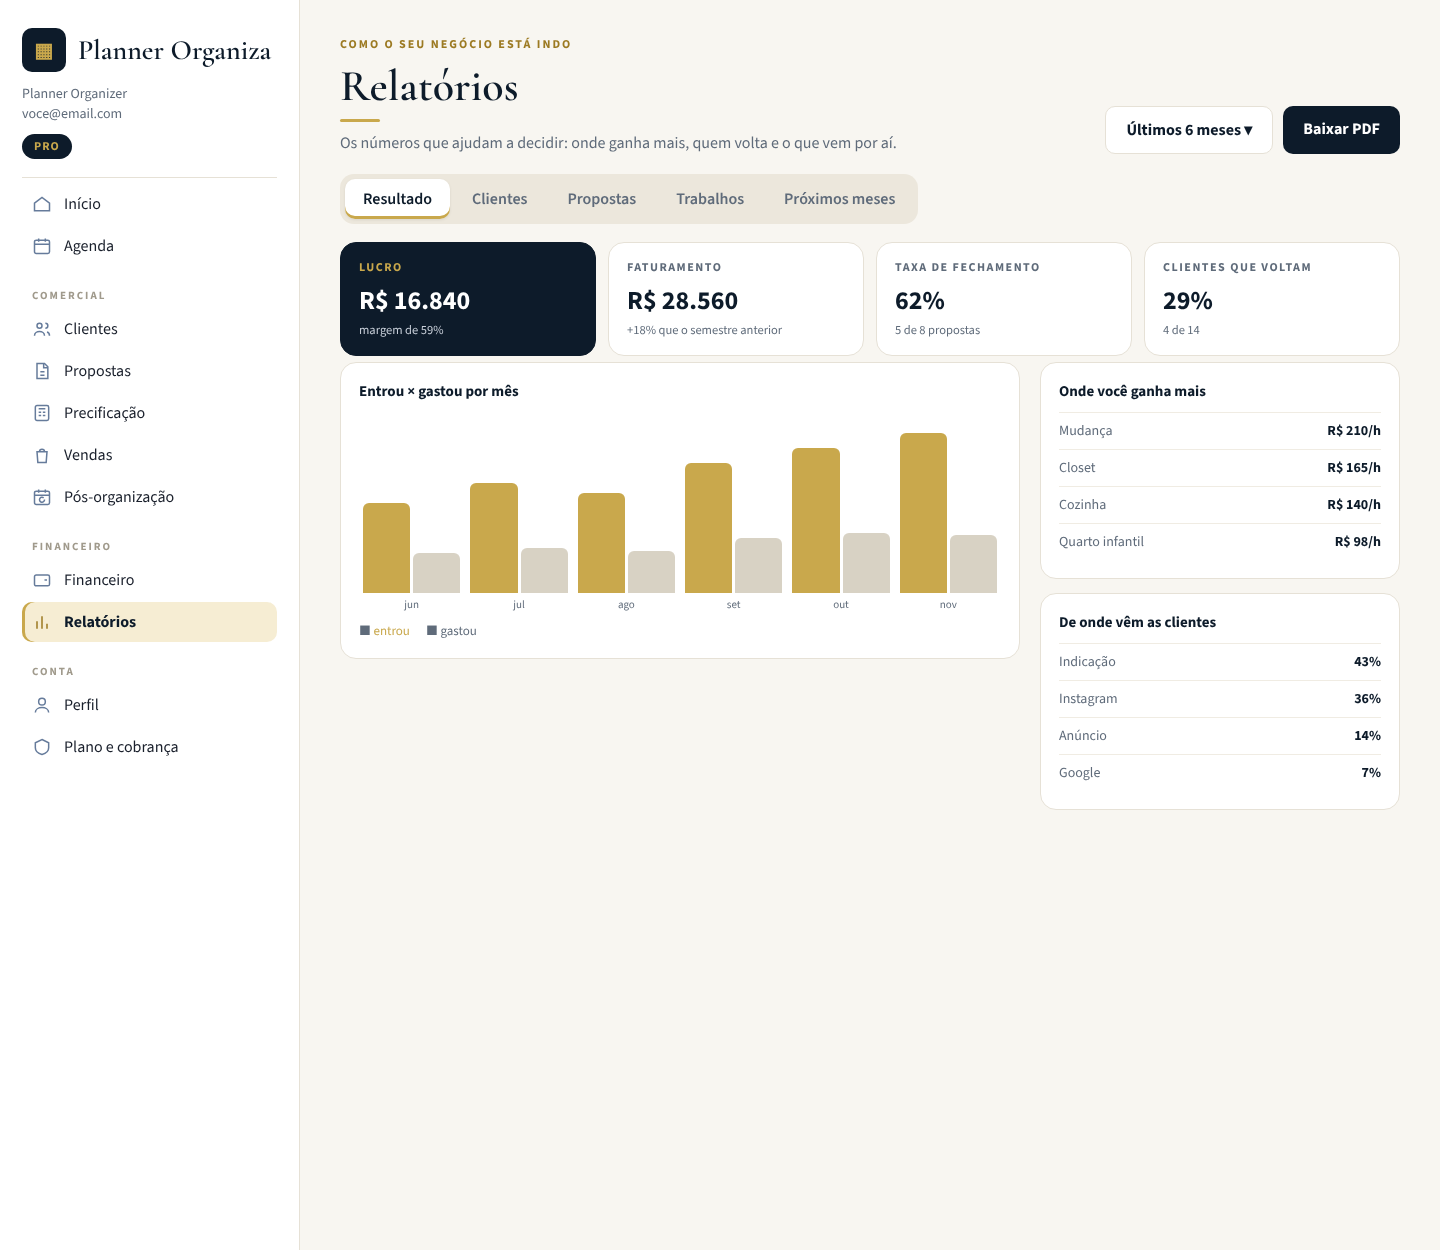 Planner Organiza
Planner Organizer
voce@email.com
PRO
Início
Agenda
COMERCIAL
Clientes
Propostas
Precificação
Vendas
Pós-organização
FINANCEIRO
Financeiro
Relatórios
CONTA
Perfil
Plano e cobrança
COMO O SEU NEGÓCIO ESTÁ INDO
Relatórios
Os números que ajudam a decidir: onde ganha mais, quem volta e o que vem por aí.
Últimos 6 meses ▾
Baixar PDF
Resultado
Clientes
Propostas
Trabalhos
Próximos meses
LUCRO
R$ 16.840
margem de 59%
FATURAMENTO
R$ 28.560
+18% que o semestre anterior
TAXA DE FECHAMENTO
62%
5 de 8 propostas
CLIENTES QUE VOLTAM
29%
4 de 14
Entrou × gastou por mês
jun
jul
ago
set
out
nov
■ entrou
■ gastou
Onde você ganha mais
Mudança R$ 210/h
Closet R$ 165/h
Cozinha R$ 140/h
Quarto infantil R$ 98/h
De onde vêm as clientes
Indicação 43%
Instagram 36%
Anúncio 14%
Google 7%